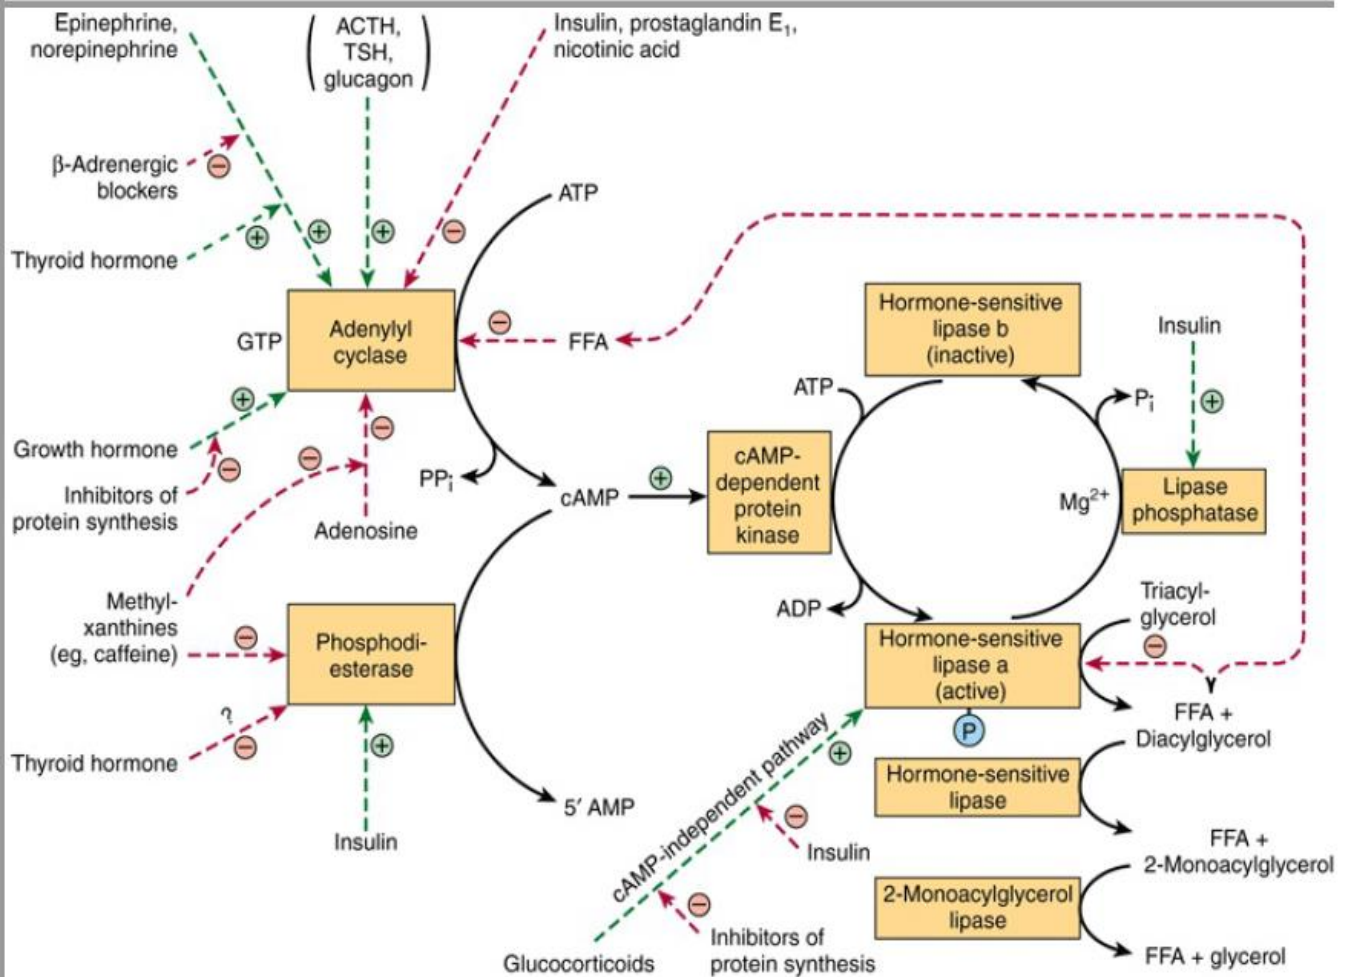 Epinephrine,
norepinephrine
ACTH,
TSH,
glucagon
Insulin, prostaglandin E₁,
nicotinic acid
β-Adrenergic
blockers
−
Thyroid hormone
+
+
+
−
ATP
GTP
Adenylyl
cyclase
−
FFA
Hormone-sensitive
lipase b
(inactive)
Insulin
+
ATP
Pᵢ
Growth hormone
+
−
Inhibitors of
protein synthesis
−
−
Adenosine
PPᵢ
cAMP
+
cAMP-
dependent
protein
kinase
Mg²⁺
Lipase
phosphatase
ADP
Methyl-
xanthines
(eg, caffeine)
−
Phosphodi-
esterase
Hormone-sensitive
lipase a
(active)
P
Triacyl-
glycerol
−
FFA +
Diacylglycerol
?
−
Thyroid hormone
+
Insulin
5′ AMP
cAMP-independent pathway
+
−
Insulin
−
Inhibitors of
protein synthesis
Glucocorticoids
Hormone-sensitive
lipase
FFA +
2-Monoacylglycerol
2-Monoacylglycerol
lipase
FFA + glycerol